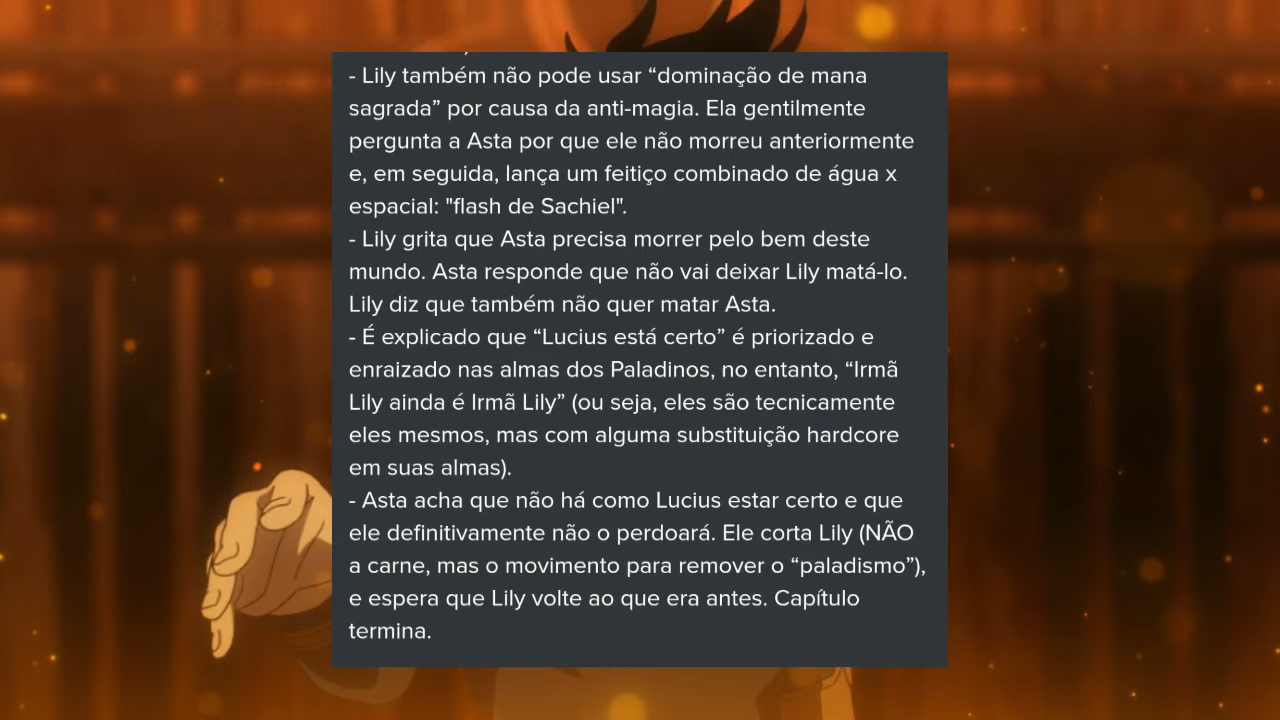 - Lily também não pode usar “dominação de mana
sagrada” por causa da anti-magia. Ela gentilmente
pergunta a Asta por que ele não morreu anteriormente
e, em seguida, lança um feitiço combinado de água x
espacial: "flash de Sachiel".
- Lily grita que Asta precisa morrer pelo bem deste
mundo. Asta responde que não vai deixar Lily matá-lo.
Lily diz que também não quer matar Asta.
- É explicado que “Lucius está certo” é priorizado e
enraizado nas almas dos Paladinos, no entanto, “Irmã
Lily ainda é Irmã Lily” (ou seja, eles são tecnicamente
eles mesmos, mas com alguma substituição hardcore
em suas almas).
- Asta acha que não há como Lucius estar certo e que
ele definitivamente não o perdoará. Ele corta Lily (NÃO
a carne, mas o movimento para remover o “paladismo”),
e espera que Lily volte ao que era antes. Capítulo
termina.